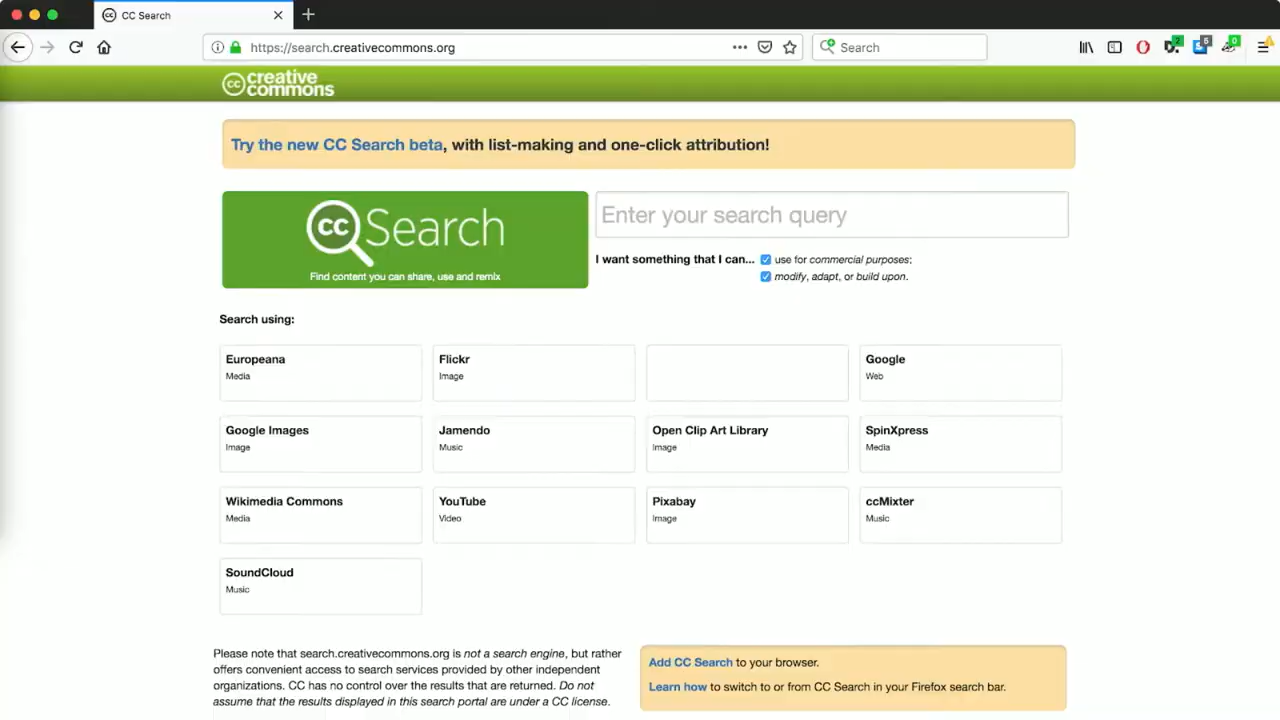 CC Search
https://search.creativecommons.org
Search
2
6
0
cc creative commons
Try the new CC Search beta, with list-making and one-click attribution!
CC Search
Find content you can share, use and remix
Enter your search query
I want something that I can... use for commercial purposes;
modify, adapt, or build upon.
Search using:
Europeana
Media
Flickr
Image
Google
Web
Google Images
Image
Jamendo
Music
Open Clip Art Library
Image
SpinXpress
Media
Wikimedia Commons
Media
YouTube
Video
Pixabay
Image
ccMixter
Music
SoundCloud
Music
Please note that search.creativecommons.org is not a search engine, but rather
offers convenient access to search services provided by other independent
organizations. CC has no control over the results that are returned. Do not
assume that the results displayed in this search portal are under a CC license.
Add CC Search to your browser.
Learn how to switch to or from CC Search in your Firefox search bar.